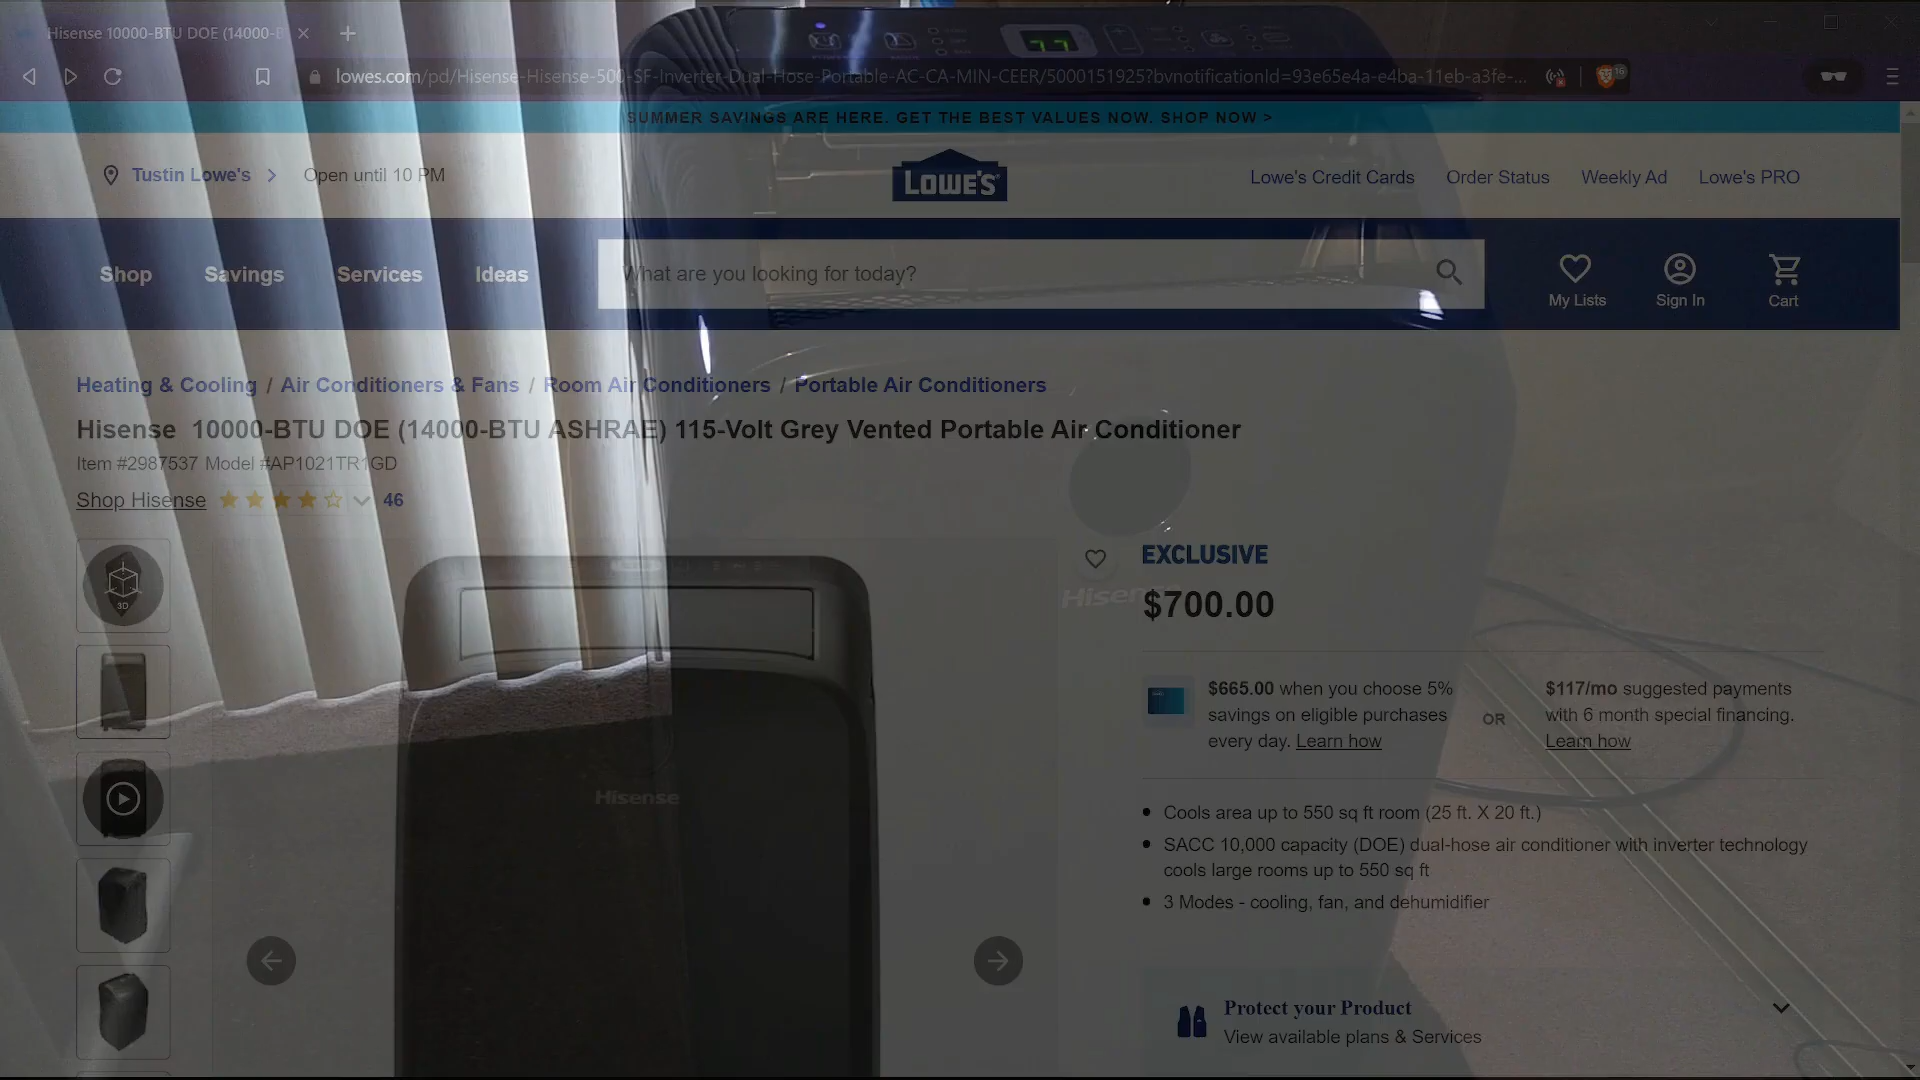 Hisense 10000-BTU DOE (14000-B
77
lowes.com/pd/Hisense-Hisense-500-SF-Inverter-Dual-Hose-Portable-AC-CA-MIN-CEER/5000151925?bvnotificationId=93e65e4a-e4ba-11eb-a3fe-...
16
SUMMER SAVINGS ARE HERE. GET THE BEST VALUES NOW. SHOP NOW >
Tustin Lowe's
Open until 10 PM
LOWE'S
Lowe's Credit Cards
Order Status
Weekly Ad
Lowe's PRO
Shop
Savings
Services
Ideas
What are you looking for today?
My Lists
Sign In
Cart
Heating & Cooling / Air Conditioners & Fans / Room Air Conditioners / Portable Air Conditioners
Hisense 10000-BTU DOE (14000-BTU ASHRAE) 115-Volt Grey Vented Portable Air Conditioner
Item #2987537 Model #AP1021TR1GD
Shop Hisense
46
3D
EXCLUSIVE
Hisense
$700.00
$665.00 when you choose 5%
savings on eligible purchases
every day. Learn how
OR
$117/mo suggested payments
with 6 month special financing.
Learn how
Hisense
Cools area up to 550 sq ft room (25 ft. X 20 ft.)
SACC 10,000 capacity (DOE) dual-hose air conditioner with inverter technology
cools large rooms up to 550 sq ft
3 Modes - cooling, fan, and dehumidifier
Protect your Product
View available plans & Services